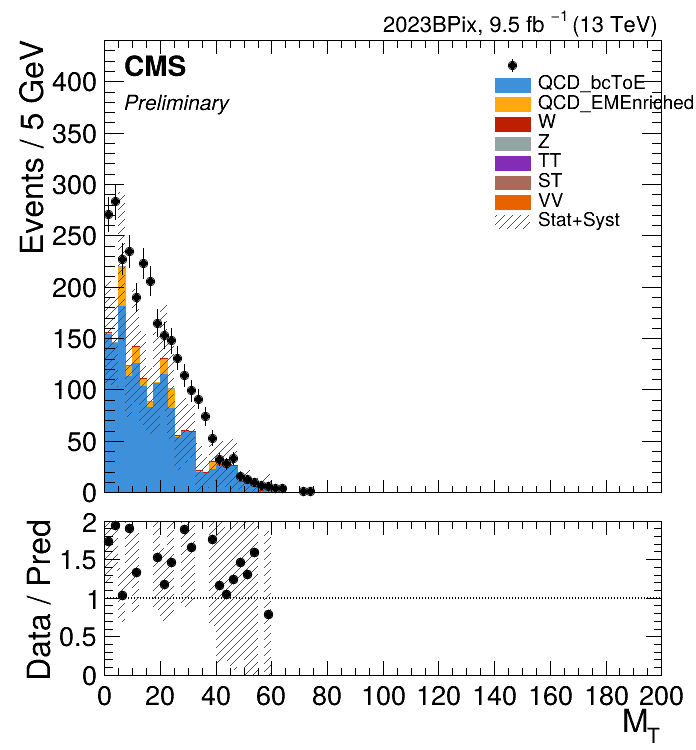 2023BPix, 9.5 fb ⁻¹ (13 TeV)
CMS
Preliminary
QCD_bcToE
QCD_EMEnriched
W
Z
TT
ST
VV
Stat+Syst
Events / 5 GeV
400
350
300
250
200
150
100
50
0
Data / Pred
2
1.5
1
0.5
0
0 20 40 60 80 100 120 140 160 180 200
M_T